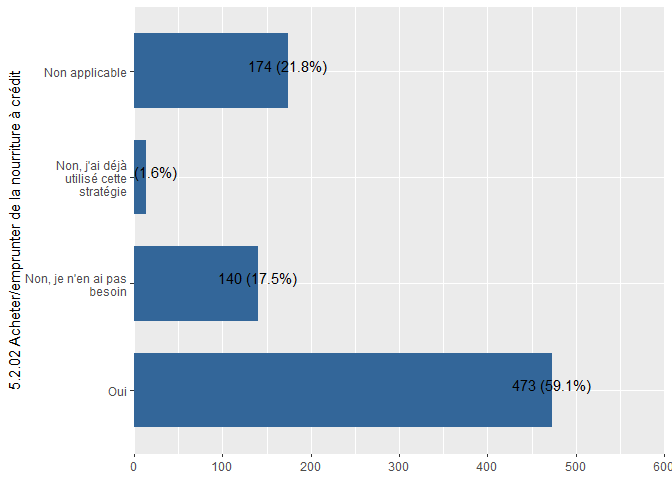 5.2.02 Acheter/emprunter de la nourriture à crédit
Non applicable
174 (21.8%)
Non, j'ai déjà
utilisé cette
stratégie
(1.6%)
Non, je n'en ai pas
besoin
140 (17.5%)
Oui
473 (59.1%)
0 100 200 300 400 500 600